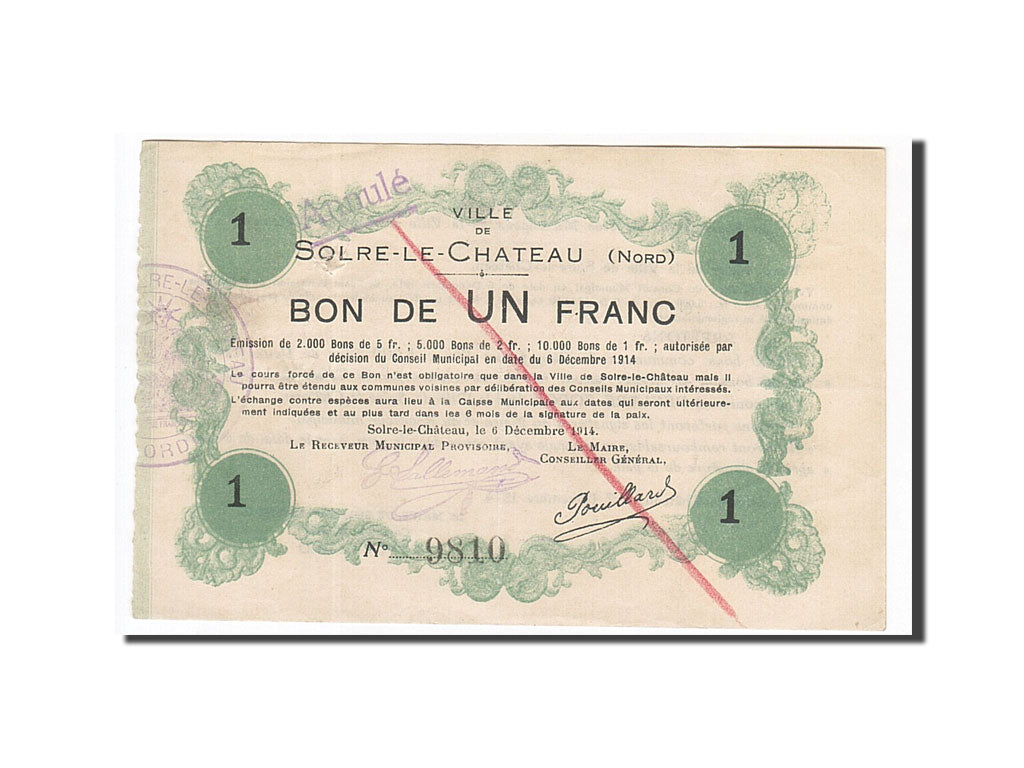 Annulé
1
1
VILLE
DE
SOLRE-LE-CHATEAU (NORD)
BON DE UN FRANC
Emission de 2.000 Bons de 5 fr. ; 5.000 Bons de 2 fr. ; 10.000 Bons de 1 fr. ; autorisée par
décision du Conseil Municipal en date du 6 Décembre 1914
Le cours forcé de ce Bon n'est obligatoire que dans la Ville de Solre-le-Château mais il
pourra être étendu aux communes voisines par délibération des Conseils Municipaux intéressés.
L'échange contre espèces aura lieu à la Caisse Municipale aux dates qui seront ultérieure-
ment indiquées et au plus tard dans les 6 mois de la signature de la paix.
Solre-le-Château, le 6 Décembre 1914.
LE RECEVEUR MUNICIPAL PROVISOIRE,
LE MAIRE,
CONSEILLER GÉNÉRAL,
Pouillard
1
1
No 9810
RE-LE
NORD